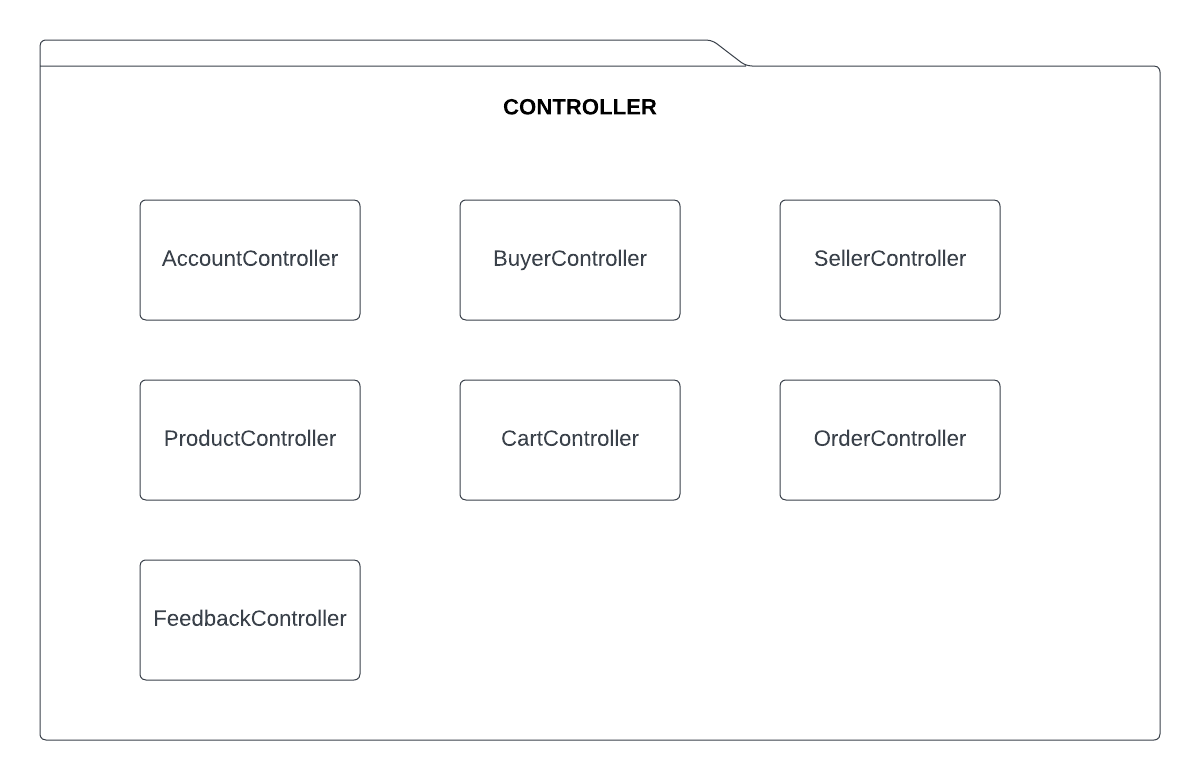 CONTROLLER
AccountController
BuyerController
SellerController
ProductController
CartController
OrderController
FeedbackController